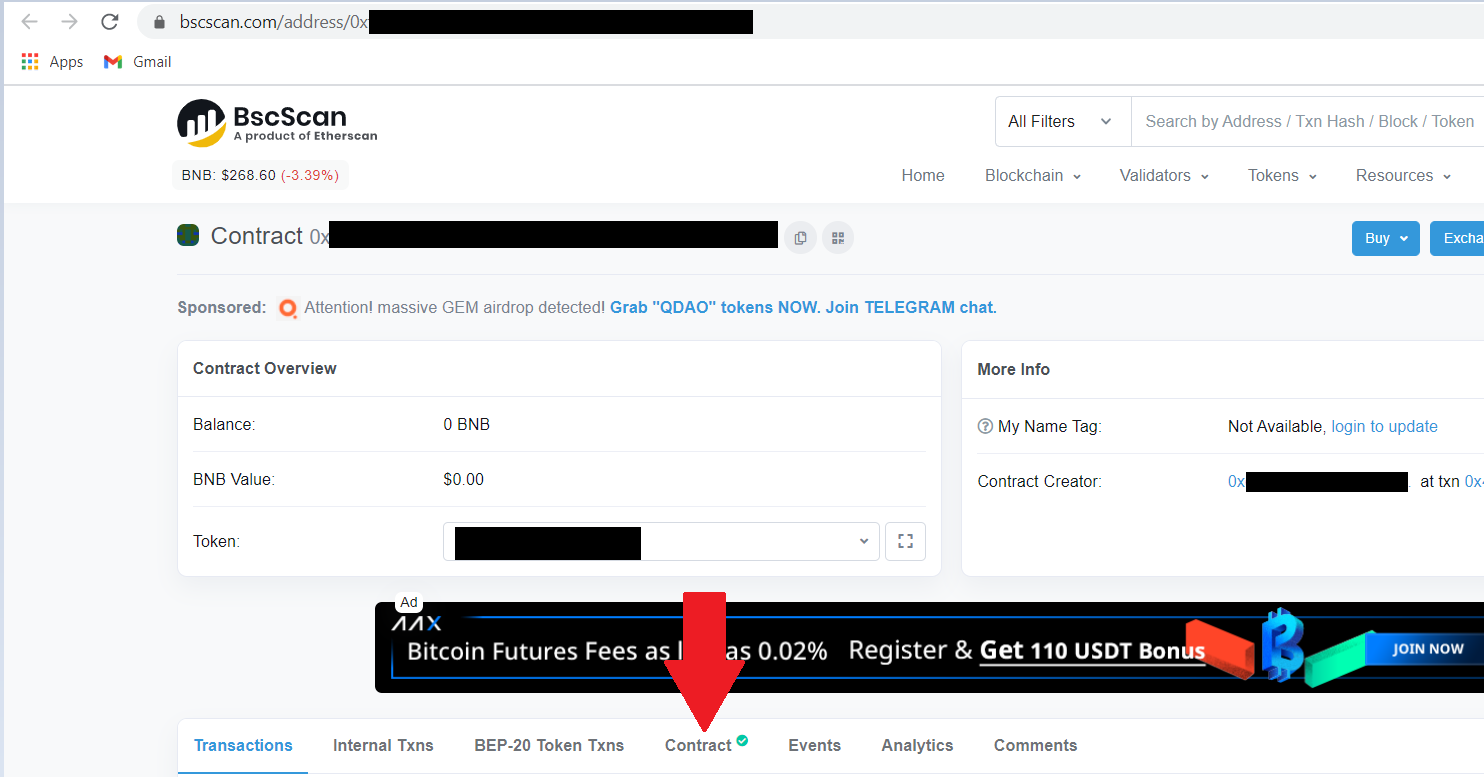 bscscan.com/address/0x
Apps Gmail
BscScan
A product of Etherscan
All Filters Search by Address / Txn Hash / Block / Token
BNB: $268.60 (-3.39%)
Home Blockchain Validators Tokens Resources
Contract 0x
Buy Excha
Sponsored: Attention! massive GEM airdrop detected! Grab "QDAO" tokens NOW. Join TELEGRAM chat.
Contract Overview
Balance: 0 BNB
BNB Value: $0.00
Token:
More Info
My Name Tag: Not Available, login to update
Contract Creator: 0x at txn 0x
Ad
AAX
Bitcoin Futures Fees as l as 0.02% Register & Get 110 USDT Bonus
JOIN NOW
Transactions Internal Txns BEP-20 Token Txns Contract Events Analytics Comments